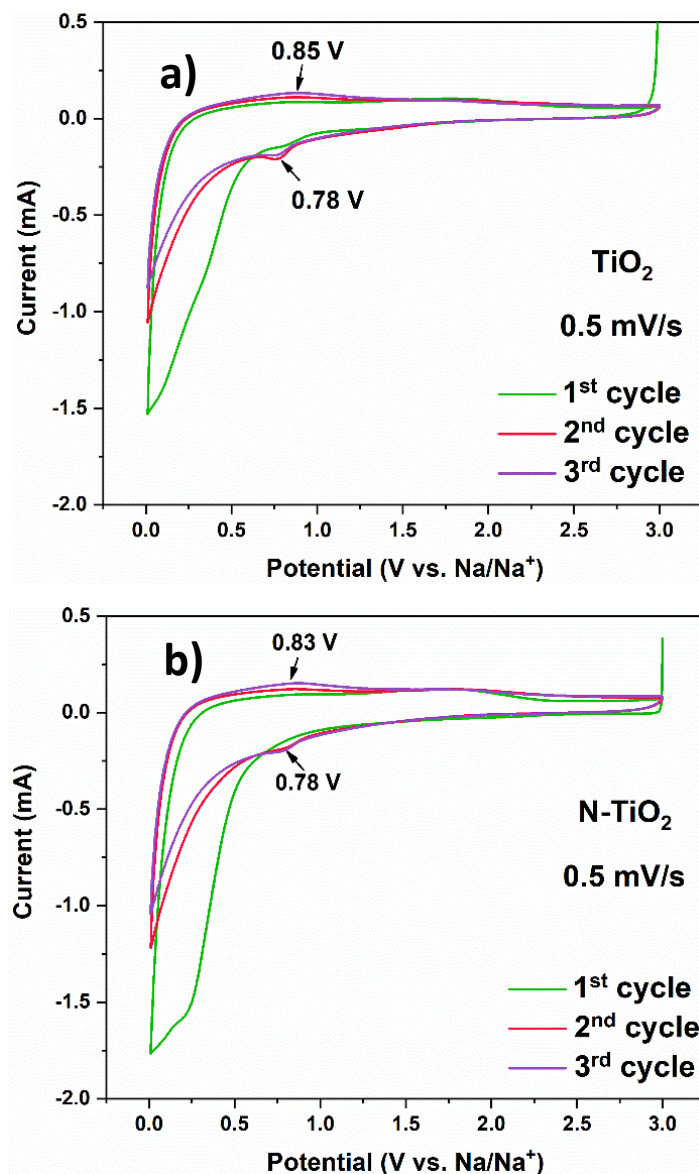 a)
0.85 V
0.78 V
TiO₂
0.5 mV/s
1ˢᵗ cycle
2ⁿᵈ cycle
3ʳᵈ cycle
0.5
0.0
-0.5
-1.0
-1.5
-2.0
Current (mA)
0.0 0.5 1.0 1.5 2.0 2.5 3.0
Potential (V vs. Na/Na⁺)
b)
0.83 V
0.78 V
N-TiO₂
0.5 mV/s
1ˢᵗ cycle
2ⁿᵈ cycle
3ʳᵈ cycle
0.5
0.0
-0.5
-1.0
-1.5
-2.0
Current (mA)
0.0 0.5 1.0 1.5 2.0 2.5 3.0
Potential (V vs. Na/Na⁺)